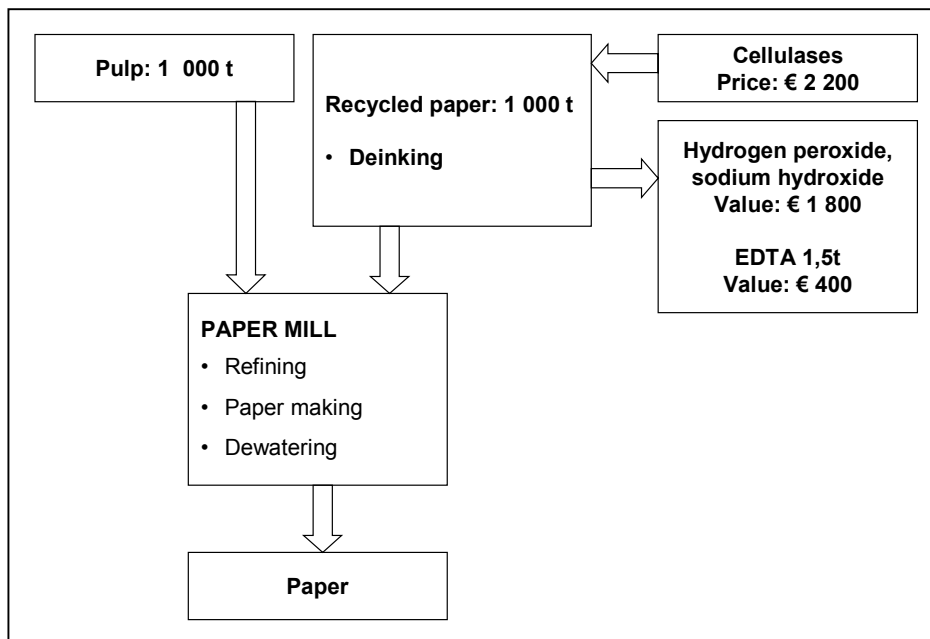 Pulp: 1 000 t
Recycled paper: 1 000 t
• Deinking
Cellulases
Price: € 2 200
Hydrogen peroxide,
sodium hydroxide
Value: € 1 800
EDTA 1,5t
Value: € 400
PAPER MILL
• Refining
• Paper making
• Dewatering
Paper